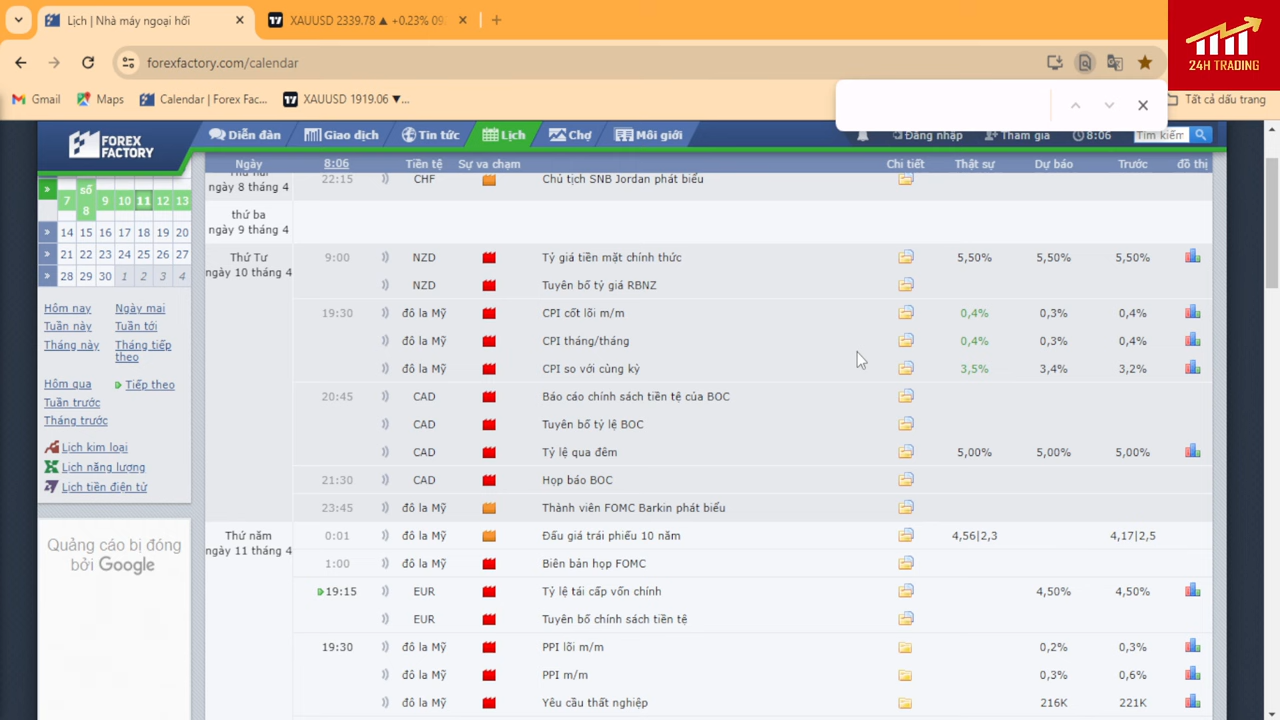 Lịch | Nhà máy ngoại hối
XAUUSD 2339.78 ▲ +0.23% 09
24H TRADING
forexfactory.com/calendar
Gmail
Maps
Calendar | Forex Fac...
XAUUSD 1919.06 ▼...
Tất cả dấu trang
FOREX
FACTORY
Diễn đàn
Giao dịch
Tin tức
Lịch
Chợ
Môi giới
Đăng nhập
Tham gia
8:06
Tìm kiếm
Ngày 8:06 Tiền tệ Sự va chạm Chi tiết Thật sự Dự báo Trước đồ thị
ngày 8 tháng 4 22:15 CHF Chủ tịch SNB Jordan phát biểu
thứ ba
ngày 9 tháng 4
Thứ Tư
ngày 10 tháng 4
9:00 NZD Tỷ giá tiền mặt chính thức 5,50% 5,50% 5,50%
NZD Tuyên bố tỷ giá RBNZ
19:30 đô la Mỹ CPI cốt lõi m/m 0,4% 0,3% 0,4%
đô la Mỹ CPI tháng/tháng 0,4% 0,3% 0,4%
đô la Mỹ CPI so với cùng kỳ 3,5% 3,4% 3,2%
20:45 CAD Báo cáo chính sách tiền tệ của BOC
CAD Tuyên bố tỷ lệ BOC
CAD Tỷ lệ qua đêm 5,00% 5,00% 5,00%
21:30 CAD Họp báo BOC
23:45 đô la Mỹ Thành viên FOMC Barkin phát biểu
Thứ năm
ngày 11 tháng 4
0:01 đô la Mỹ Đấu giá trái phiếu 10 năm 4,56|2,3 4,17|2,5
1:00 đô la Mỹ Biên bản họp FOMC
19:15 EUR Tỷ lệ tái cấp vốn chính 4,50% 4,50%
EUR Tuyên bố chính sách tiền tệ
19:30 đô la Mỹ PPI lõi m/m 0,2% 0,3%
đô la Mỹ PPI m/m 0,3% 0,6%
đô la Mỹ Yêu cầu thất nghiệp 216K 221K
» 7 số 8 9 10 11 12 13
» 14 15 16 17 18 19 20
» 21 22 23 24 25 26 27
» 28 29 30 1 2 3 4
Hôm nay Ngày mai
Tuần này Tuần tới
Tháng này Tháng tiếp theo
Hôm qua Tiếp theo
Tuần trước
Tháng trước
Lịch kim loại
Lịch năng lượng
Lịch tiền điện tử
Quảng cáo bị đóng
bởi Google